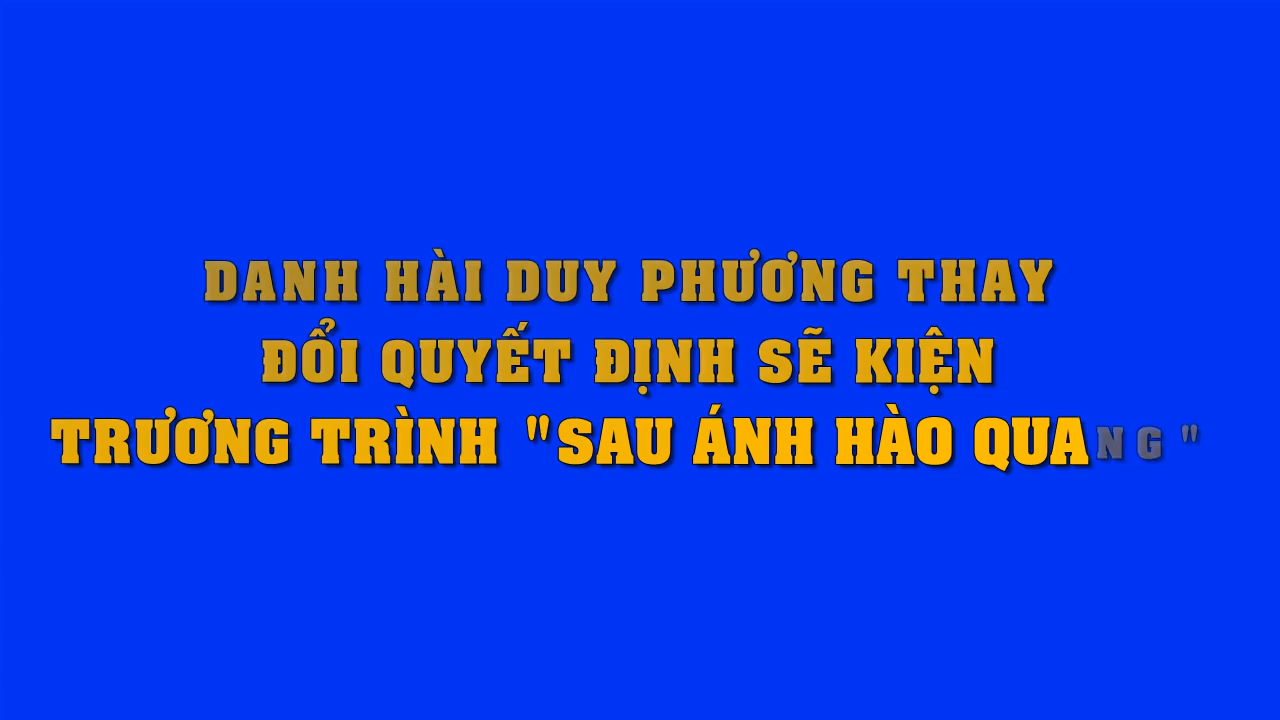 DANH HÀI DUY PHƯƠNG THAY
ĐỔI QUYẾT ĐỊNH SẼ KIỆN
TRƯƠNG TRÌNH "SAU ÁNH HÀO QUANG"